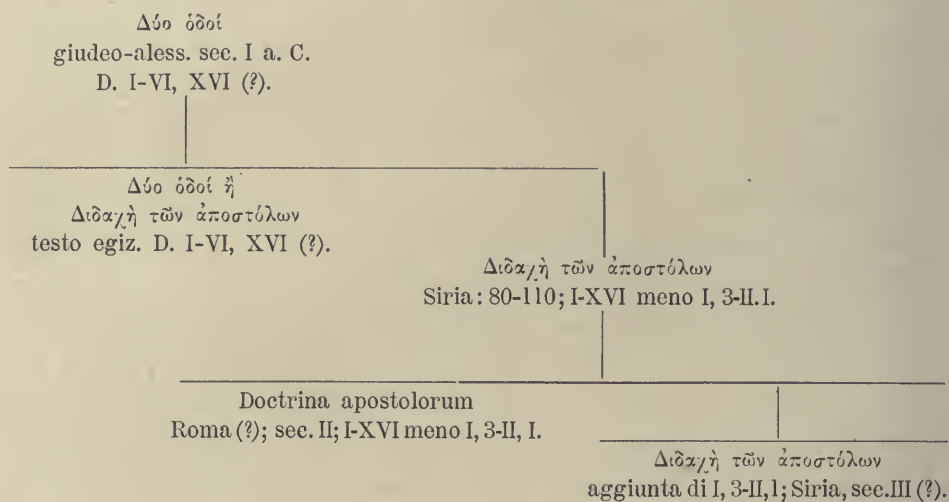 Δύο ὁδοί
giudeo-aless. sec. I a. C.
D. I-VI, XVI (?).
Δύο ὁδοί ἢ
Διδαχὴ τῶν ἀποστόλων
testo egiz. D. I-VI, XVI (?).
Διδαχὴ τῶν ἀποστόλων
Siria: 80-110; I-XVI meno I, 3-II. I.
Doctrina apostolorum
Roma (?); sec. II; I-XVI meno I, 3-II, I.
Διδαχὴ τῶν ἀποστόλων
aggiunta di I, 3-II, 1; Siria, sec. III (?).